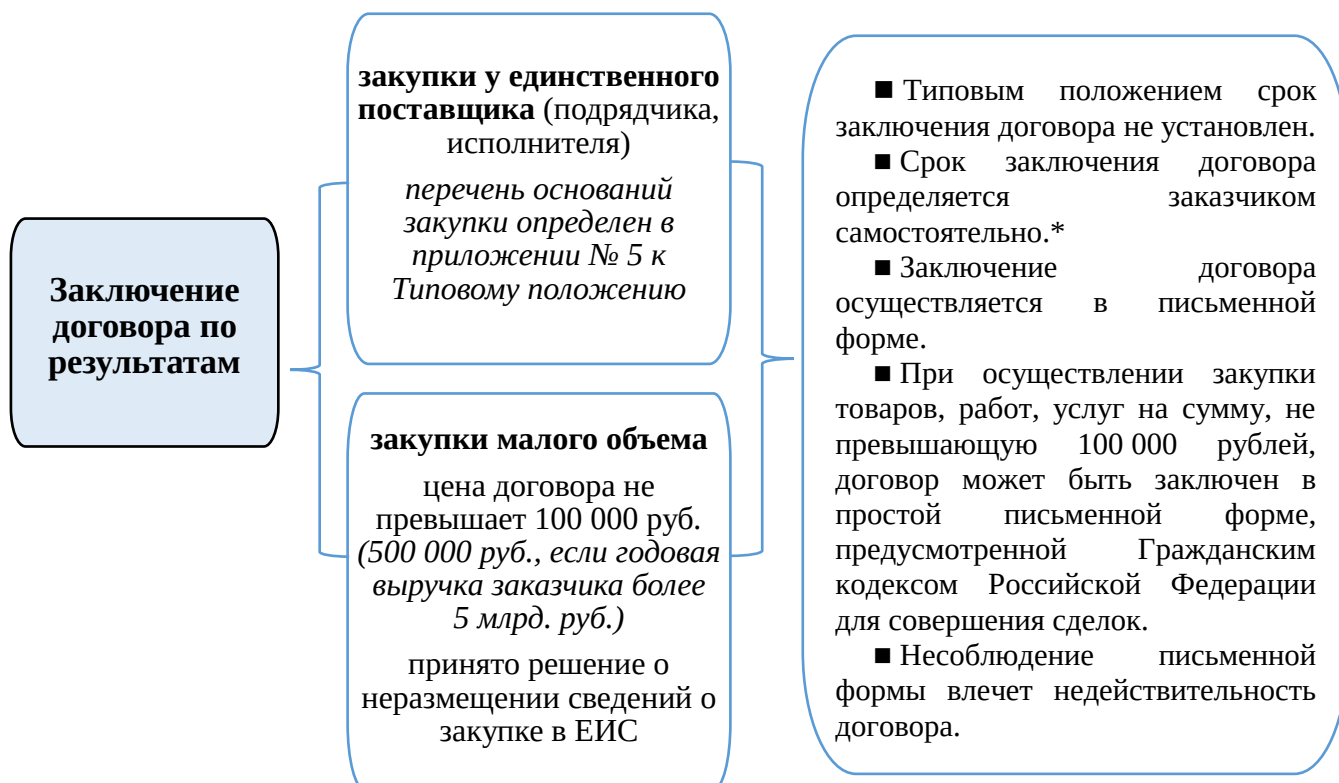 Заключение
договора по
результатам
закупки у единственного
поставщика (подрядчика,
исполнителя)
перечень оснований
закупки определен в
приложении № 5 к
Типовому положению
закупки малого объема
цена договора не
превышает 100 000 руб.
(500 000 руб., если годовая
выручка заказчика более
5 млрд. руб.)
принято решение о
неразмещении сведений о
закупке в ЕИС
■ Типовым положением срок
заключения договора не установлен.
■ Срок заключения договора
определяется заказчиком
самостоятельно.*
■ Заключение договора
осуществляется в письменной
форме.
■ При осуществлении закупки
товаров, работ, услуг на сумму, не
превышающую 100 000 рублей,
договор может быть заключен в
простой письменной форме,
предусмотренной Гражданским
кодексом Российской Федерации
для совершения сделок.
■ Несоблюдение письменной
формы влечет недействительность
договора.